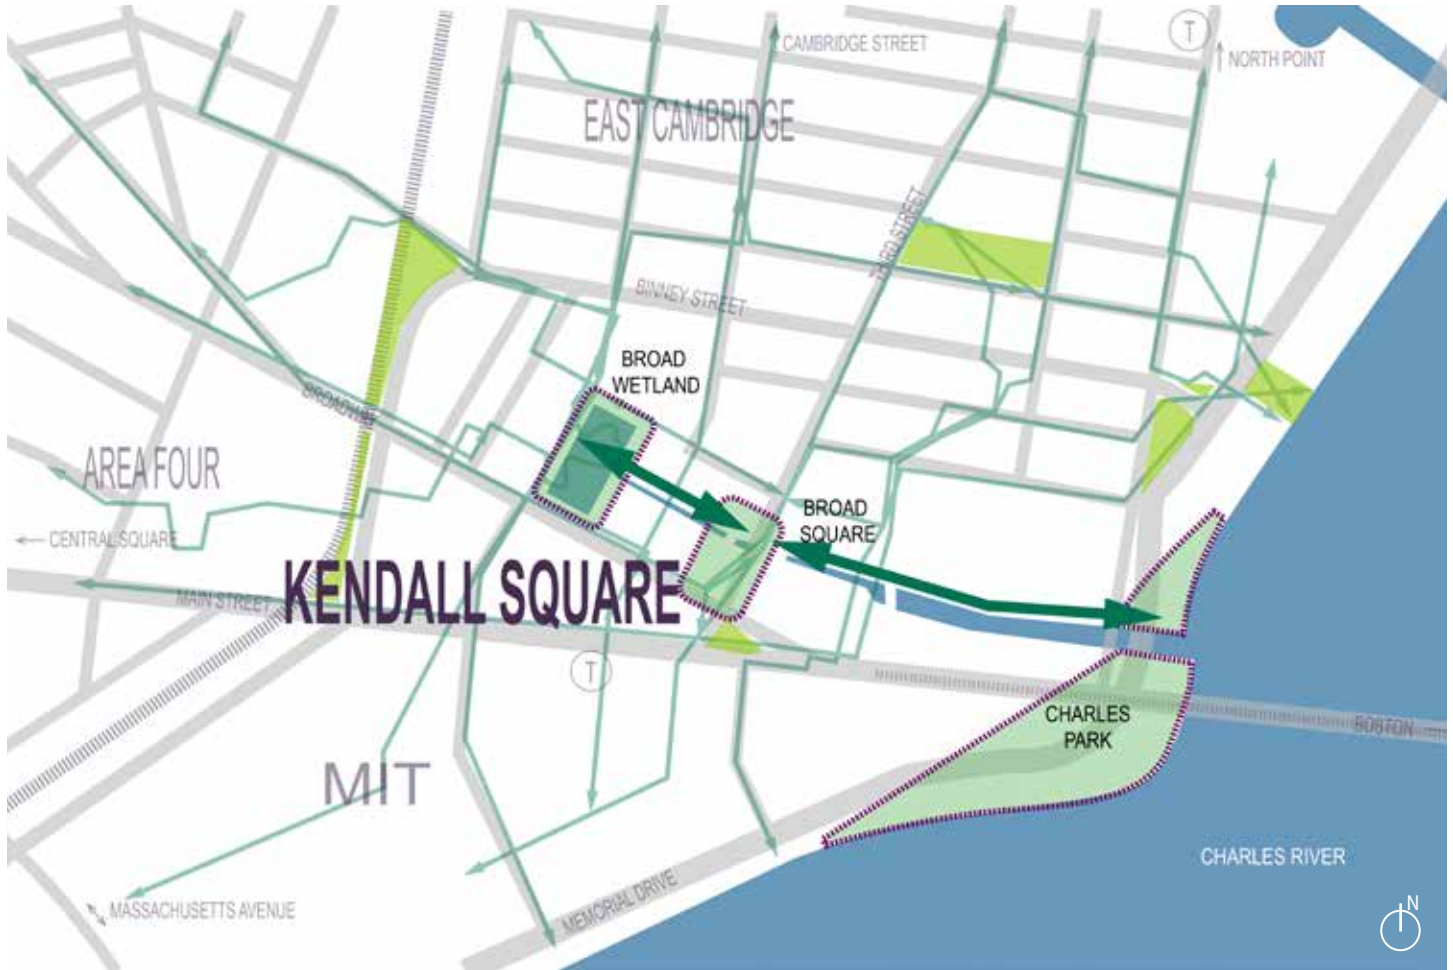 T
CAMBRIDGE STREET
NORTH POINT
EAST CAMBRIDGE
THIRD STREET
BINNEY STREET
BROAD
WETLAND
BROADWAY
AREA FOUR
BROAD
SQUARE
CENTRAL SQUARE
KENDALL SQUARE
MAIN STREET
T
CHARLES
PARK
BOSTON
MIT
CHARLES RIVER
MASSACHUSETTS AVENUE
MEMORIAL DRIVE
N